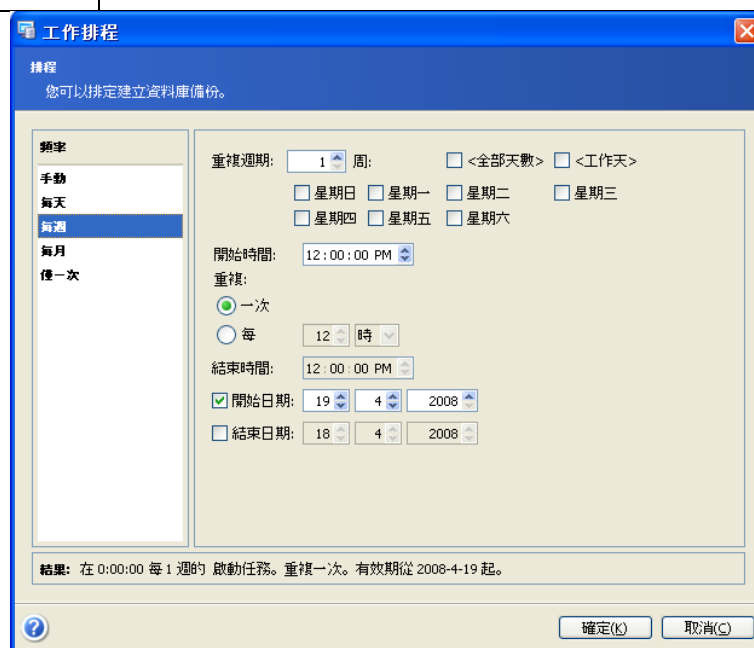 工作排程
排程
您可以排定建立資料庫備份。
頻率
手動
每天
每週
每月
僅一次
重複週期: 1 周: <全部天數> <工作天>
星期日 星期一 星期二 星期三
星期四 星期五 星期六
開始時間: 12:00:00 PM
重複:
一次
每 12 時
結束時間: 12:00:00 PM
開始日期: 19 4 2008
結束日期: 18 4 2008
結果: 在 0:00:00 每 1 週的 啟動任務。重複一次。有效期從 2008-4-19 起。
確定(K) 取消(C)